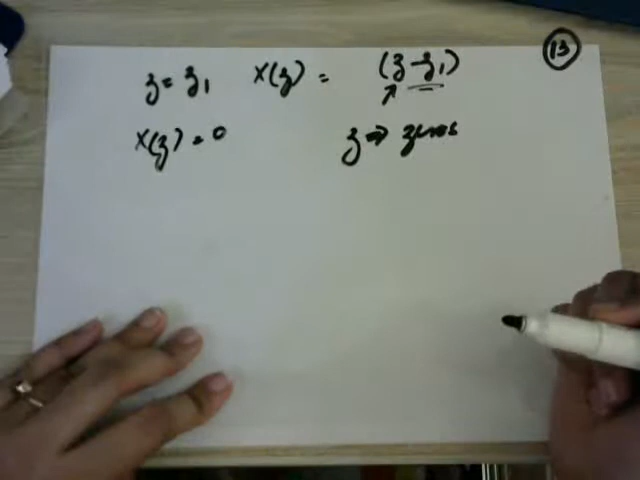 z = z₁ X(z) = (z - z₁) 13
X(z) = 0 z ⇒ zeros